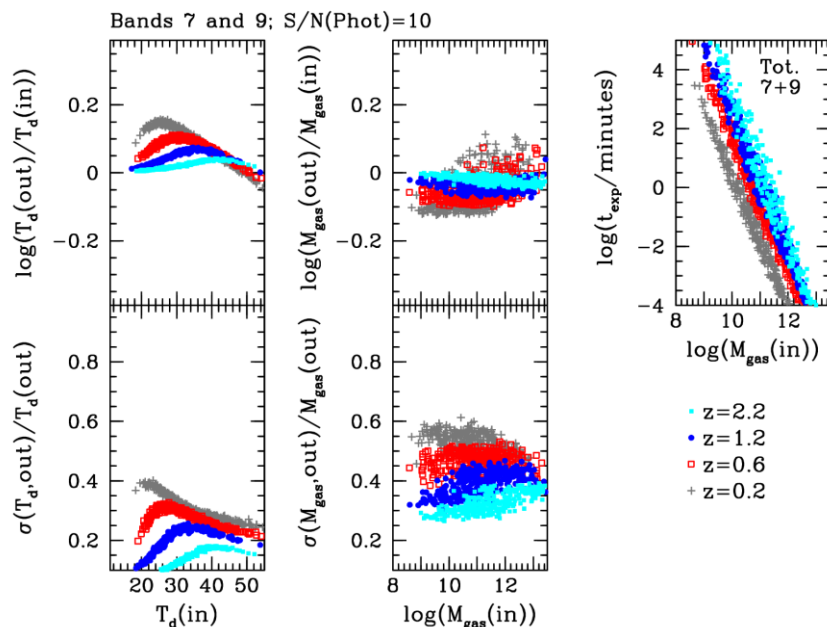 Bands 7 and 9; S/N(Phot)=10
log(T_d(out)/T_d(in))
0.2
0
−0.2
log(M_gas(out)/M_gas(in))
0.2
0
−0.2
log(t_exp/minutes)
4
2
0
−2
−4
Tot.
7+9
8 10 12
log(M_gas(in))
σ(T_d,out)/T_d(out)
0.8
0.6
0.4
0.2
20 30 40 50
T_d(in)
σ(M_gas,out)/M_gas(out)
0.8
0.6
0.4
0.2
8 10 12
log(M_gas(in))
z=2.2
z=1.2
z=0.6
z=0.2